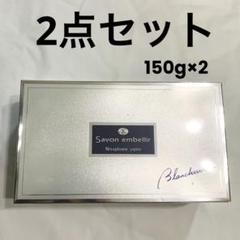 2点セット
150g×2
Savon embellir
Blanchir